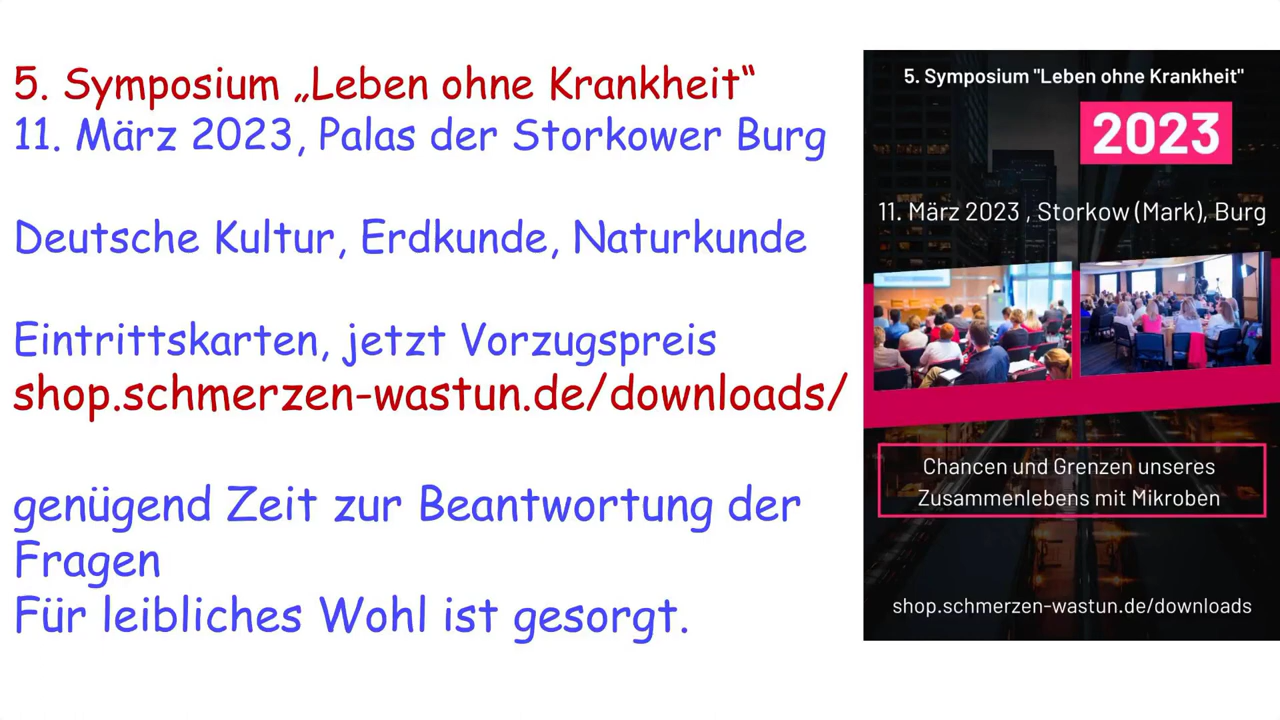 5. Symposium „Leben ohne Krankheit“
11. März 2023, Palas der Storkower Burg
Deutsche Kultur, Erdkunde, Naturkunde
Eintrittskarten, jetzt Vorzugspreis
shop.schmerzen-wastun.de/downloads/
genügend Zeit zur Beantwortung der
Fragen
Für leibliches Wohl ist gesorgt.
5. Symposium "Leben ohne Krankheit"
2023
11. März 2023 , Storkow (Mark), Burg
Chancen und Grenzen unseres
Zusammenlebens mit Mikroben
shop.schmerzen-wastun.de/downloads